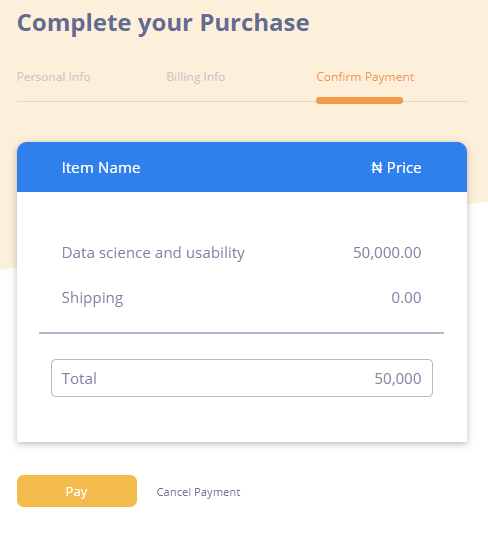 Complete your Purchase
Personal Info Billing Info Confirm Payment
Item Name ₦ Price
Data science and usability 50,000.00
Shipping 0.00
Total 50,000
Pay Cancel Payment